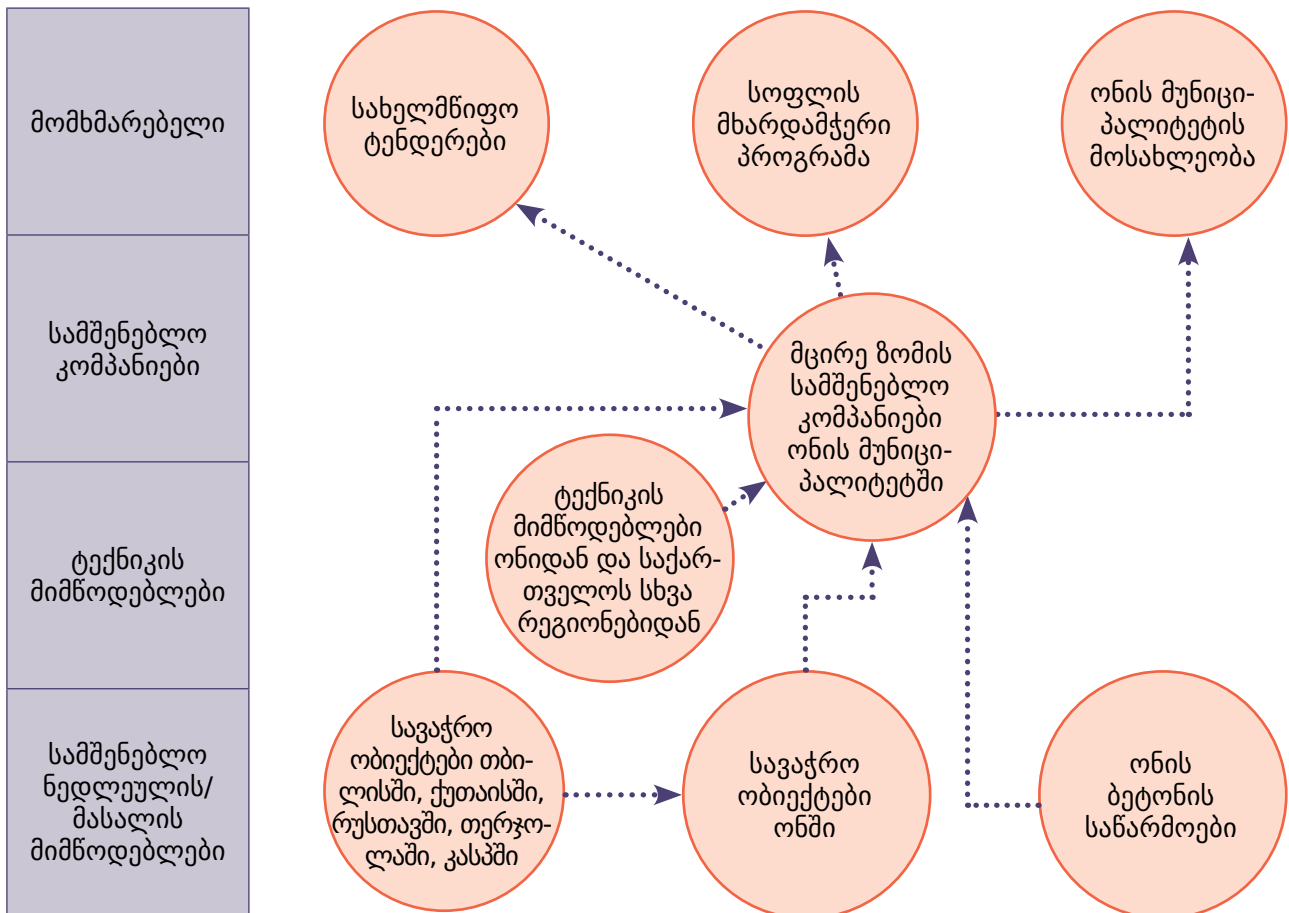 მომხმარებელი
სახელმწიფო
ტენდერები
სოფლის
მხარდამჭერი
პროგრამა
ონის მუნიცი-
პალიტეტის
მოსახლეობა
სამშენებლო
კომპანიები
მცირე ზომის
სამშენებლო
კომპანიები
ონის მუნიცი-
პალიტეტში
ტექნიკის
მიმწოდებლები
ტექნიკის
მიმწოდებლები
ონიდან და საქარ-
თველოს სხვა
რეგიონებიდან
სამშენებლო
ნედლეულის/
მასალის
მიმწოდებლები
სავაჭრო
ობიექტები თბი-
ლისში, ქუთაისში,
რუსთავში, თერჯო-
ლაში, კასპში
სავაჭრო
ობიექტები
ონში
ონის
ბეტონის
საწარმოები